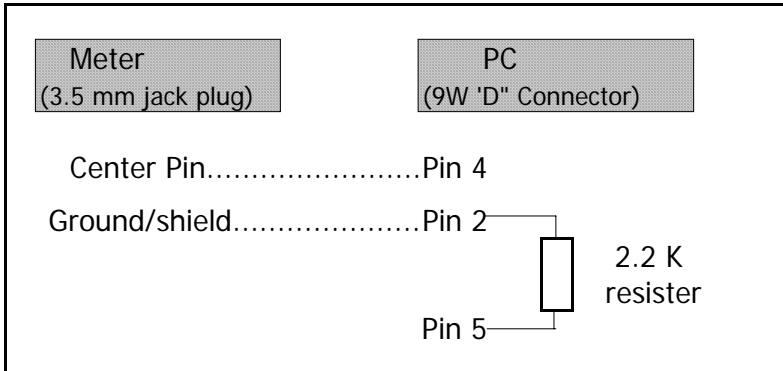 Meter
(3.5 mm jack plug)
PC
(9W 'D" Connector)
Center Pin........................Pin 4
Ground/shield.....................Pin 2
2.2 K
resister
Pin 5